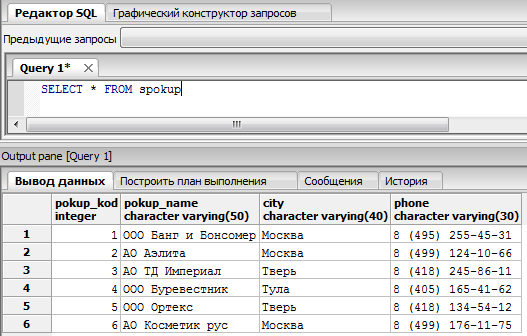 Редактор SQL Графический конструктор запросов
Предыдущие запросы
Query 1*
SELECT * FROM spokup
Output pane [Query 1]
Вывод данных Построить план выполнения Сообщения История
pokup_kod pokup_name city phone
integer character varying(50) character varying(40) character varying(30)
1 1 ООО Банг и Бонсомер Москва 8 (495) 255-45-31
2 2 АО Аэлита Москва 8 (499) 124-10-66
3 3 АО ТД Империал Тверь 8 (418) 245-86-11
4 4 ООО Буревестник Тула 8 (405) 165-41-62
5 5 ООО Ортекс Тверь 8 (418) 134-54-12
6 6 АО Косметик рус Москва 8 (499) 176-11-75